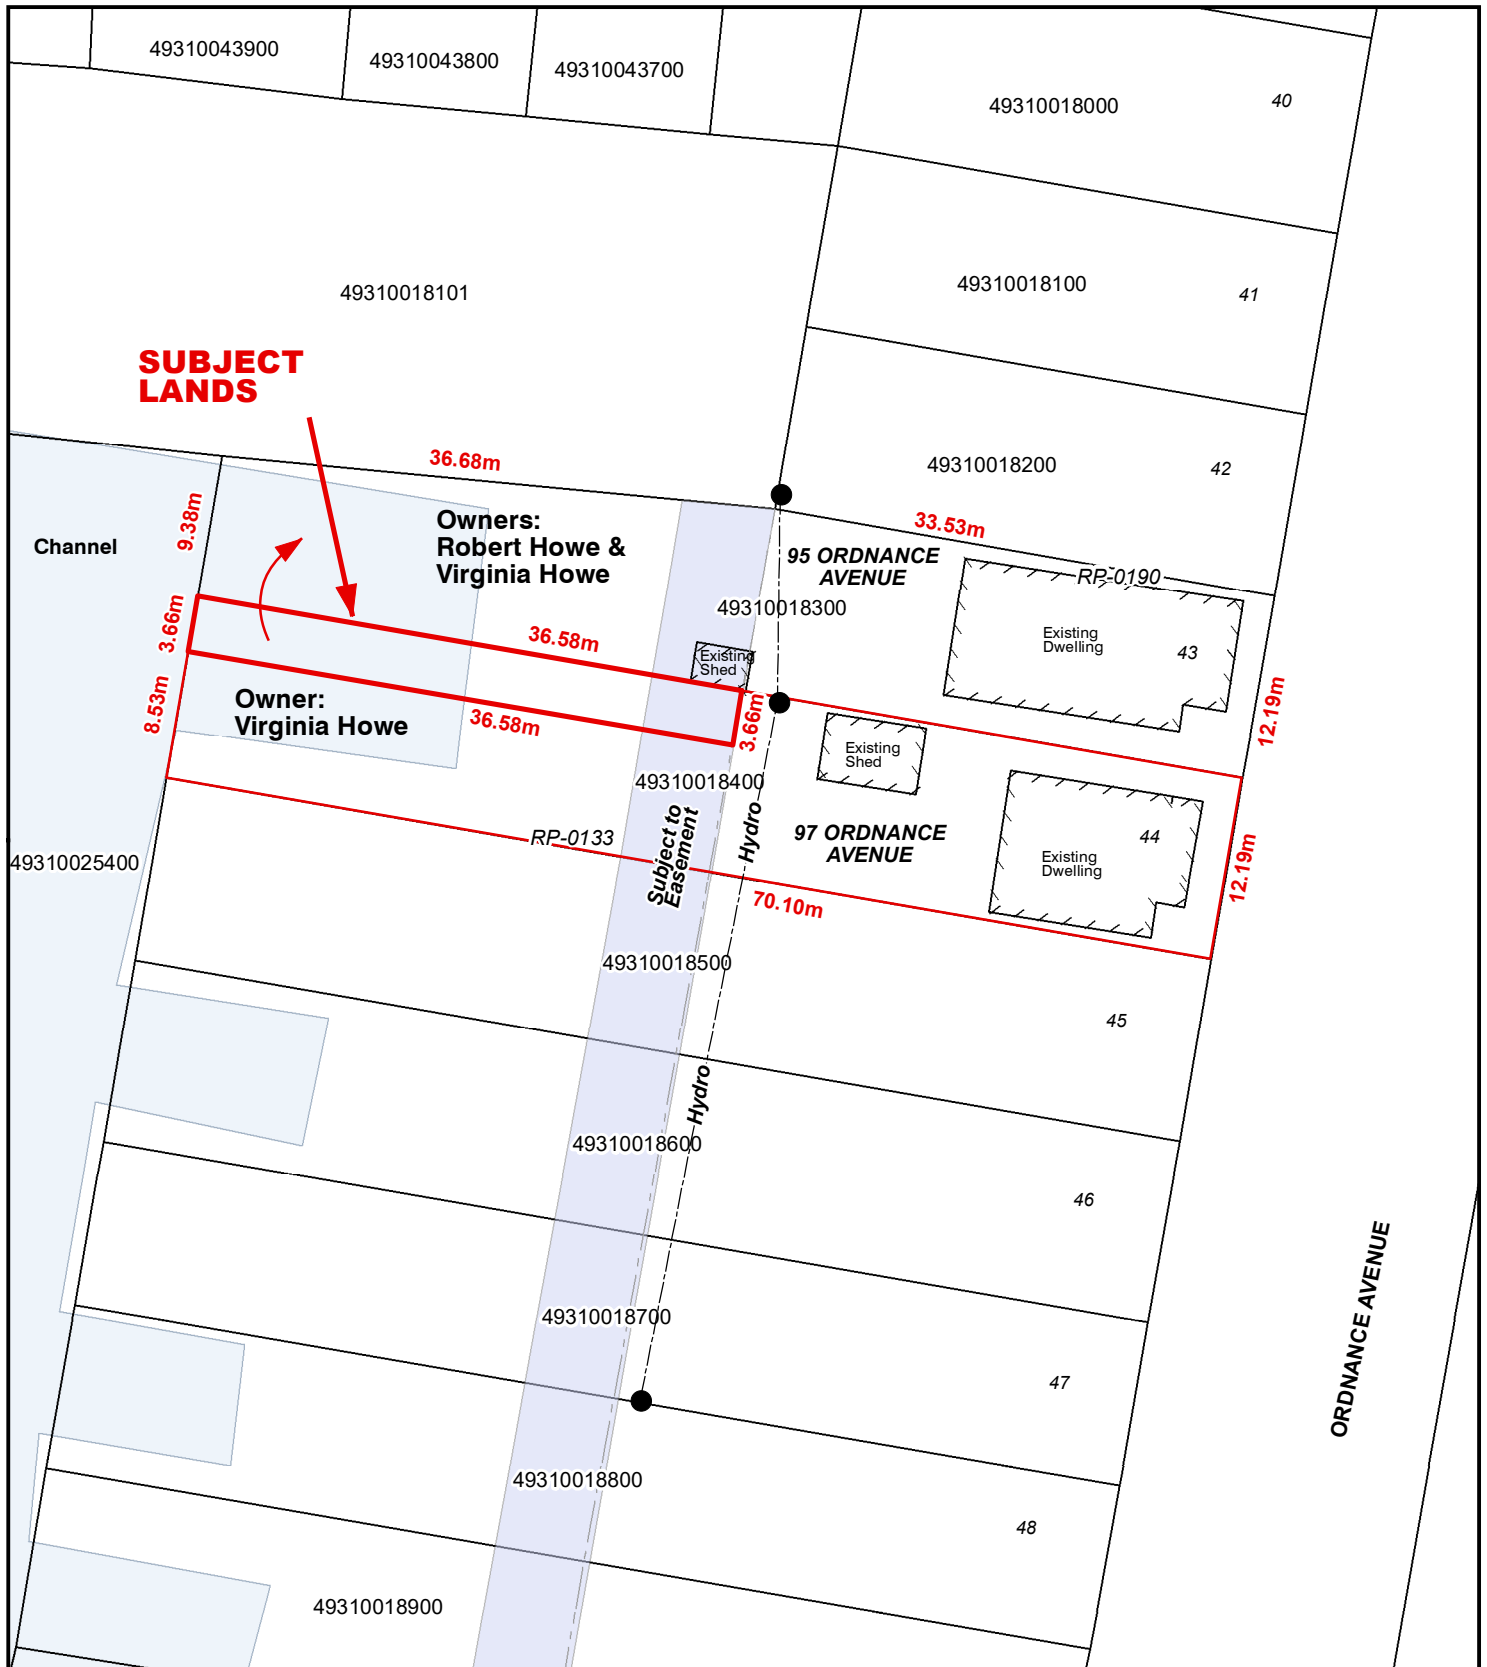 49310043900
49310043800
49310043700
49310018000
40
49310018101
49310018100
41
SUBJECT
LANDS
36.68m
49310018200
42
9.38m
Channel
Owners:
Robert Howe &
Virginia Howe
33.53m
95 ORDNANCE
AVENUE
RP-0190
49310018300
3.66m
36.58m
Existing
Shed
Existing
Dwelling
43
8.53m
Owner:
Virginia Howe
36.58m
3.66m
12.19m
Existing
Shed
49310018400
Subject to
Easement
Hydro
97 ORDNANCE
AVENUE
44
Existing
Dwelling
12.19m
RP-0133
49310025400
70.10m
49310018500
45
Hydro
49310018600
46
ORDNANCE AVENUE
49310018700
47
49310018800
48
49310018900